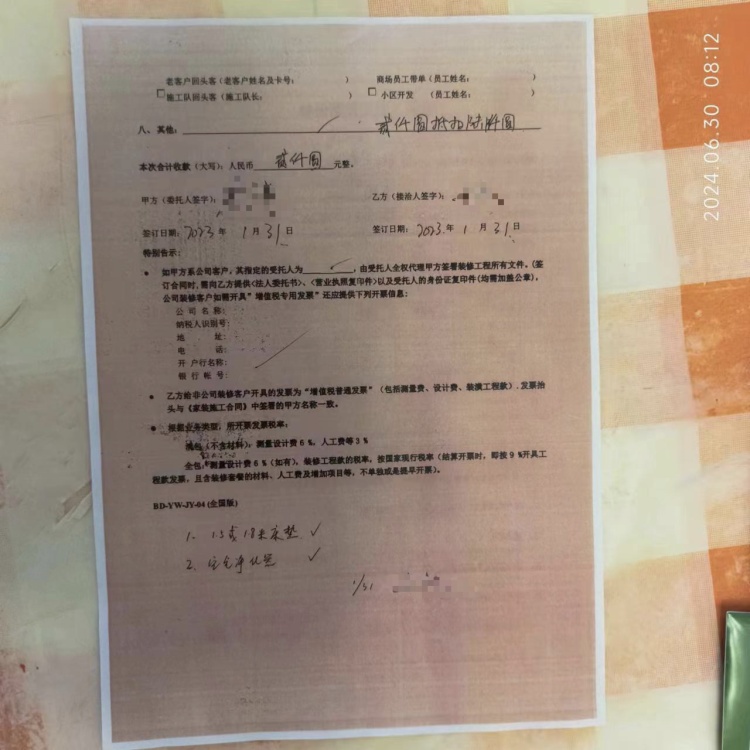 老客户回头客(老客户姓名及卡号: ) 商场员工带单(员工姓名: )
□施工队回头客(施工队长: ) □ 小区开发 (员工姓名: )
八、其他: 贰仟圆抵扣陆仟圆
本次合计收款(大写):人民币 贰仟圆 元整。
甲方(委托人签字): 乙方(接洽人签字):
签订日期:2023 年 1 月 31 日 签订日期:2023 年 1 月 31 日
特别告示:
● 如甲方系公司客户,其指定的受托人为 ,由受托人全权代理甲方签署装修工程所有文件。(签
订合同时,需向乙方提供<法人委托书>、<营业执照复印件>以及受托人的身份证复印件(均需加盖公章),
公司装修客户如需开具"增值税专用发票"还应提供下列开票信息:
公 司 名 称:
纳税人识别号:
地 址:
电 话:
开 户行名称:
银 行 帐 号:
● 乙方给非公司装修客户开具的发票为"增值税普通发票"(包括测量费、设计费、装潢工程款),发票抬
头与《家装施工合同》中签署的甲方名称一致。
● 根据业务类型,所开票发票税率:
清包(不含材料):测量设计费 6 %,人工费等 3 %
全包:测量设计费 6 %(如有),装修工程款的税率,按国家现行税率(结算开票时,即按 9 %开具工
程款发票,且含装修套餐的材料、人工费及增加项目等,不单独或是提早开票)。
BD-YW-JY-04 (全国版)
1、1.5或1.8米床垫 ✓
2、全屋净化宝 ✓
1/31
2024.06.30 08:12